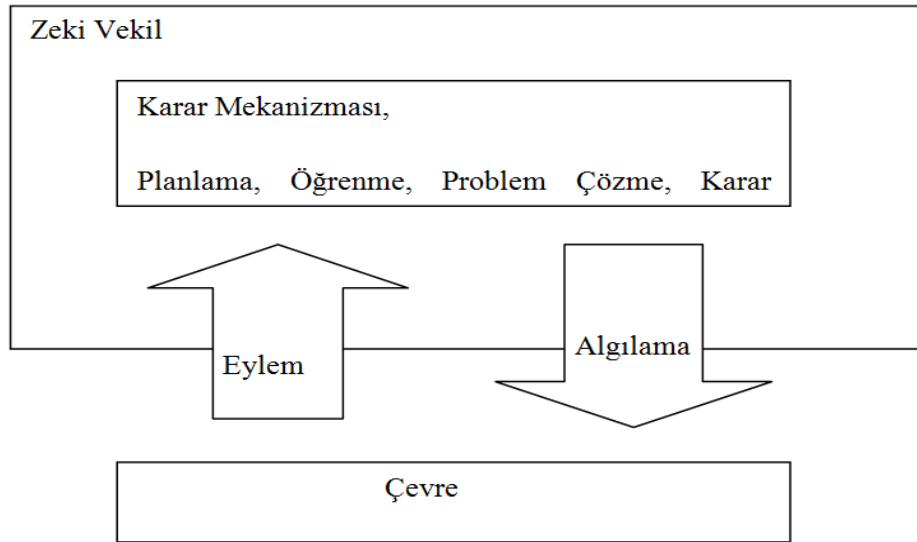 Zeki Vekil
Karar Mekanizması,
Planlama, Öğrenme, Problem Çözme, Karar
Eylem
Algılama
Çevre